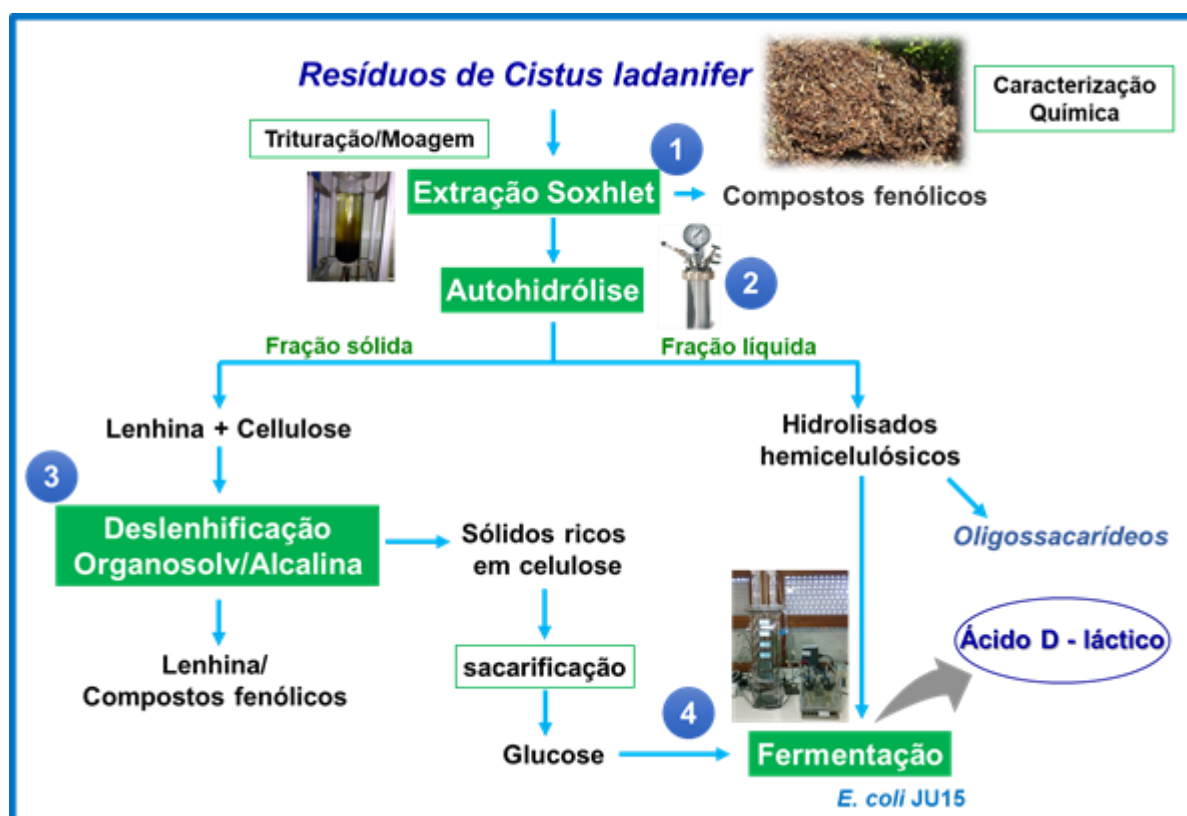 Resíduos de Cistus ladanifer
Caracterização
Química
Trituração/Moagem
1
Extração Soxhlet
Compostos fenólicos
2
Autohidrólise
Fração sólida
Fração líquida
Lenhina + Cellulose
Hidrolisados
hemicelulósicos
3
Deslenhificação
Organosolv/Alcalina
Sólidos ricos
em celulose
Oligossacarídeos
Ácido D - láctico
Lenhina/
Compostos fenólicos
sacarificação
4
Glucose
Fermentação
E. coli JU15